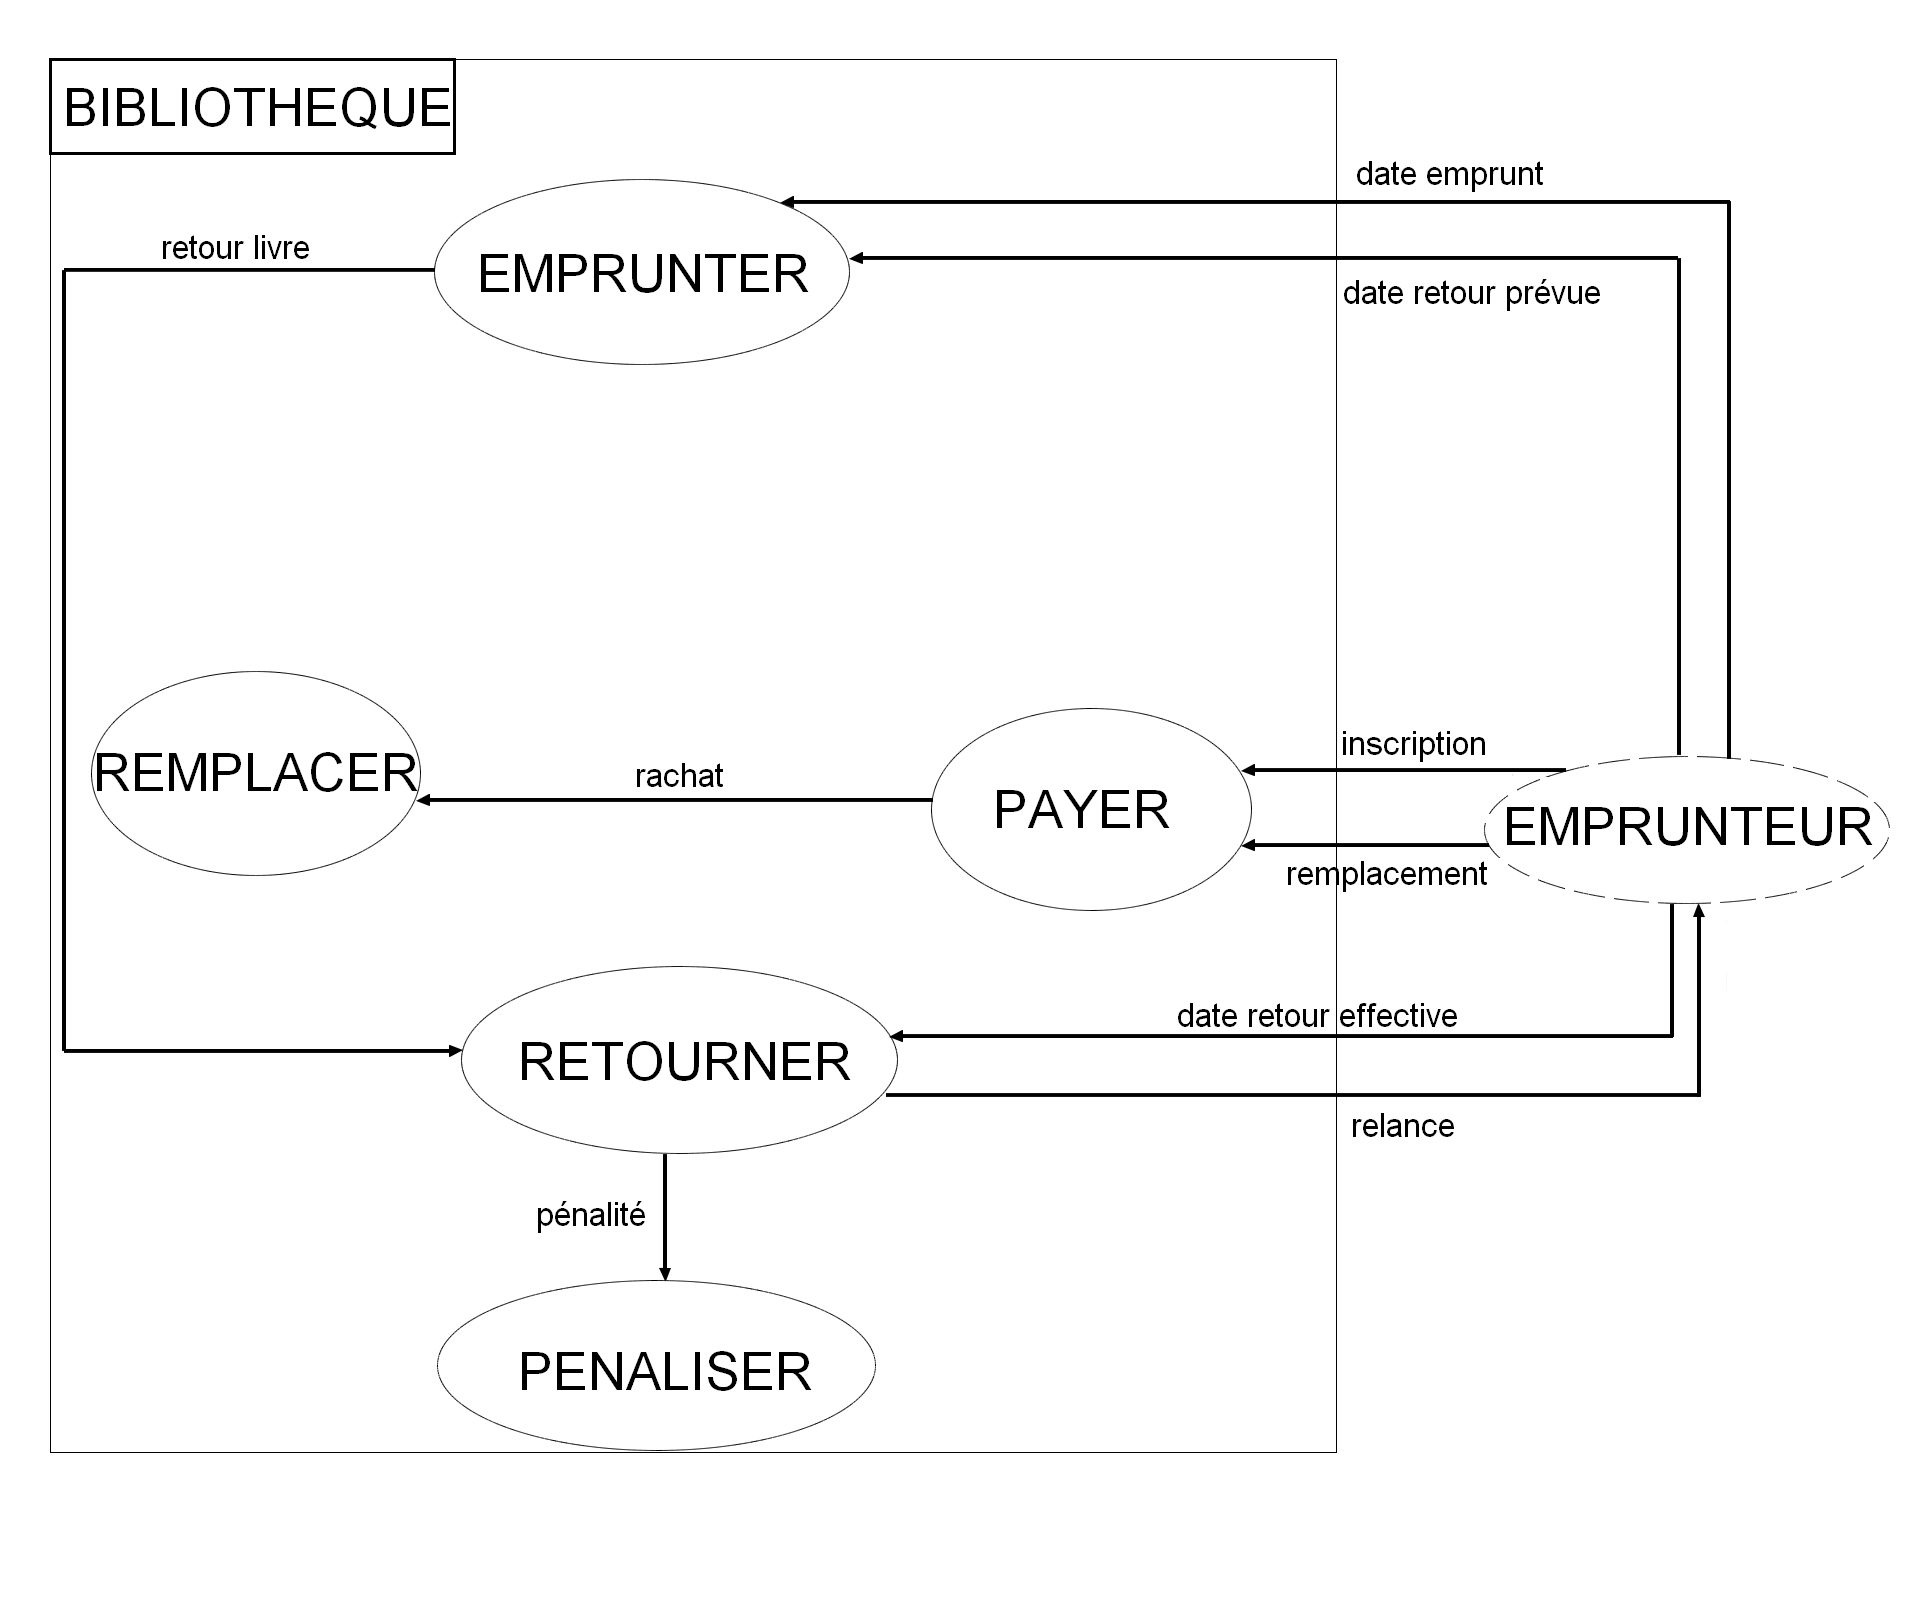 BIBLIOTHEQUE
date emprunt
retour livre
EMPRUNTER
date retour prévue
inscription
REMPLACER
rachat
PAYER
EMPRUNTEUR
remplacement
date retour effective
RETOURNER
relance
pénalité
PENALISER